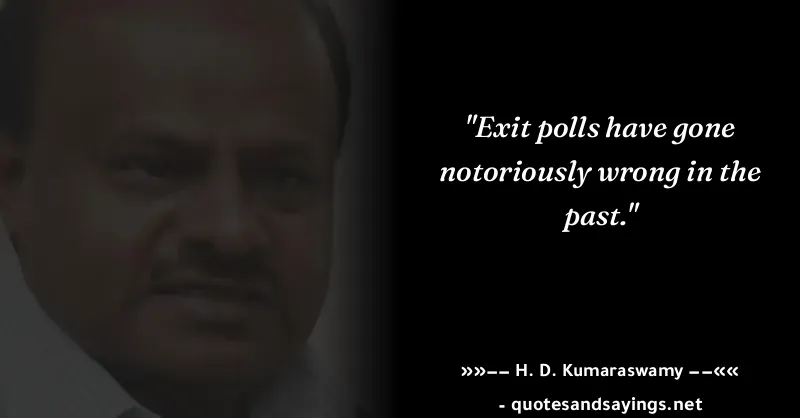 "Exit polls have gone
notoriously wrong in the
past."
»»−− H. D. Kumaraswamy −−««
- quotesandsayings.net